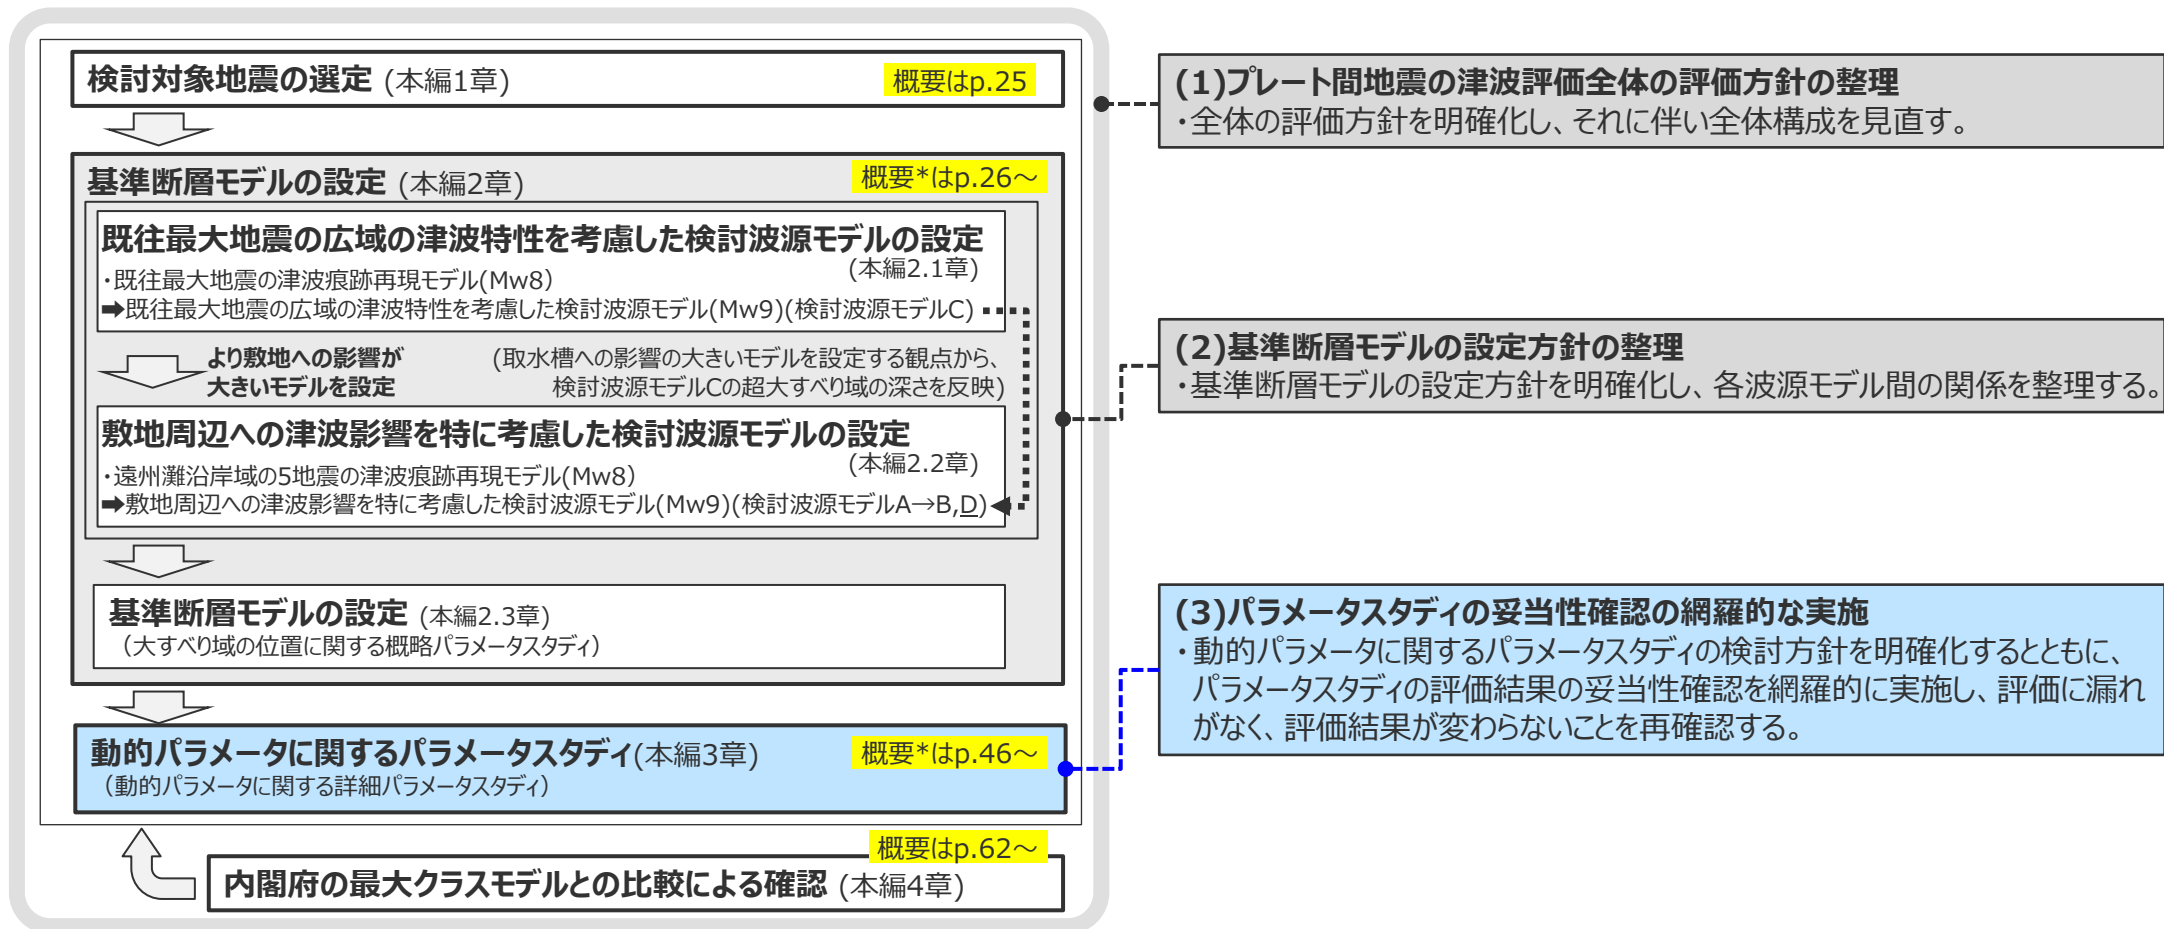 検討対象地震の選定 (本編1章)
概要はp.25
基準断層モデルの設定 (本編2章)
概要*はp.26～
既往最大地震の広域の津波特性を考慮した検討波源モデルの設定
(本編2.1章)
・既往最大地震の津波痕跡再現モデル(Mw8)
➡既往最大地震の広域の津波特性を考慮した検討波源モデル(Mw9)(検討波源モデルC)
より敷地への影響が
大きいモデルを設定
(取水槽への影響の大きいモデルを設定する観点から、
検討波源モデルCの超大すべり域の深さを反映)
敷地周辺への津波影響を特に考慮した検討波源モデルの設定
(本編2.2章)
・遠州灘沿岸域の5地震の津波痕跡再現モデル(Mw8)
➡敷地周辺への津波影響を特に考慮した検討波源モデル(Mw9)(検討波源モデルA→B,D)
基準断層モデルの設定 (本編2.3章)
（大すべり域の位置に関する概略パラメータスタディ）
動的パラメータに関するパラメータスタディ(本編3章)
概要*はp.46～
（動的パラメータに関する詳細パラメータスタディ）
概要はp.62～
内閣府の最大クラスモデルとの比較による確認 (本編4章)
(1)プレート間地震の津波評価全体の評価方針の整理
・全体の評価方針を明確化し、それに伴い全体構成を見直す。
(2)基準断層モデルの設定方針の整理
・基準断層モデルの設定方針を明確化し、各波源モデル間の関係を整理する。
(3)パラメータスタディの妥当性確認の網羅的な実施
・動的パラメータに関するパラメータスタディの検討方針を明確化するとともに、
パラメータスタディの評価結果の妥当性確認を網羅的に実施し、評価に漏れ
がなく、評価結果が変わらないことを再確認する。